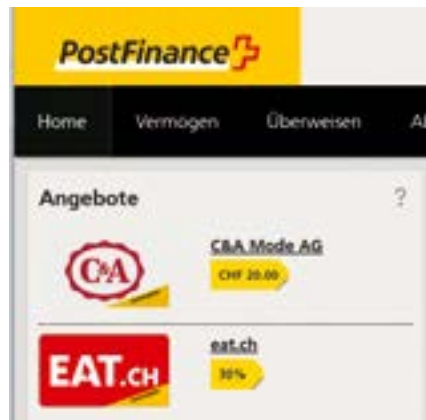 PostFinance
Home Vermögen Überweisen
Angebote ?
C&A C&A Mode AG
CHF 20.00
EAT.CH eat.ch
30%